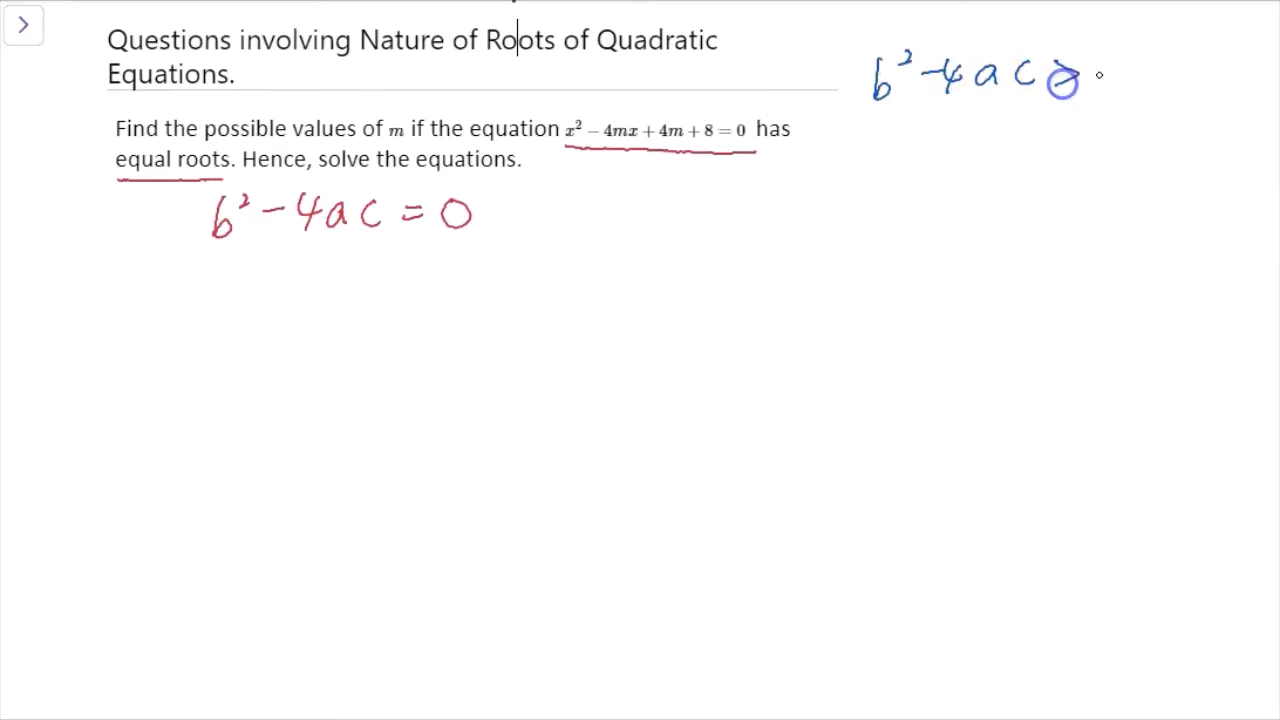 Questions involving Nature of Roots of Quadratic
Equations.
b² - 4ac >
Find the possible values of m if the equation x² − 4mx + 4m + 8 = 0 has
equal roots. Hence, solve the equations.
b² - 4ac = 0